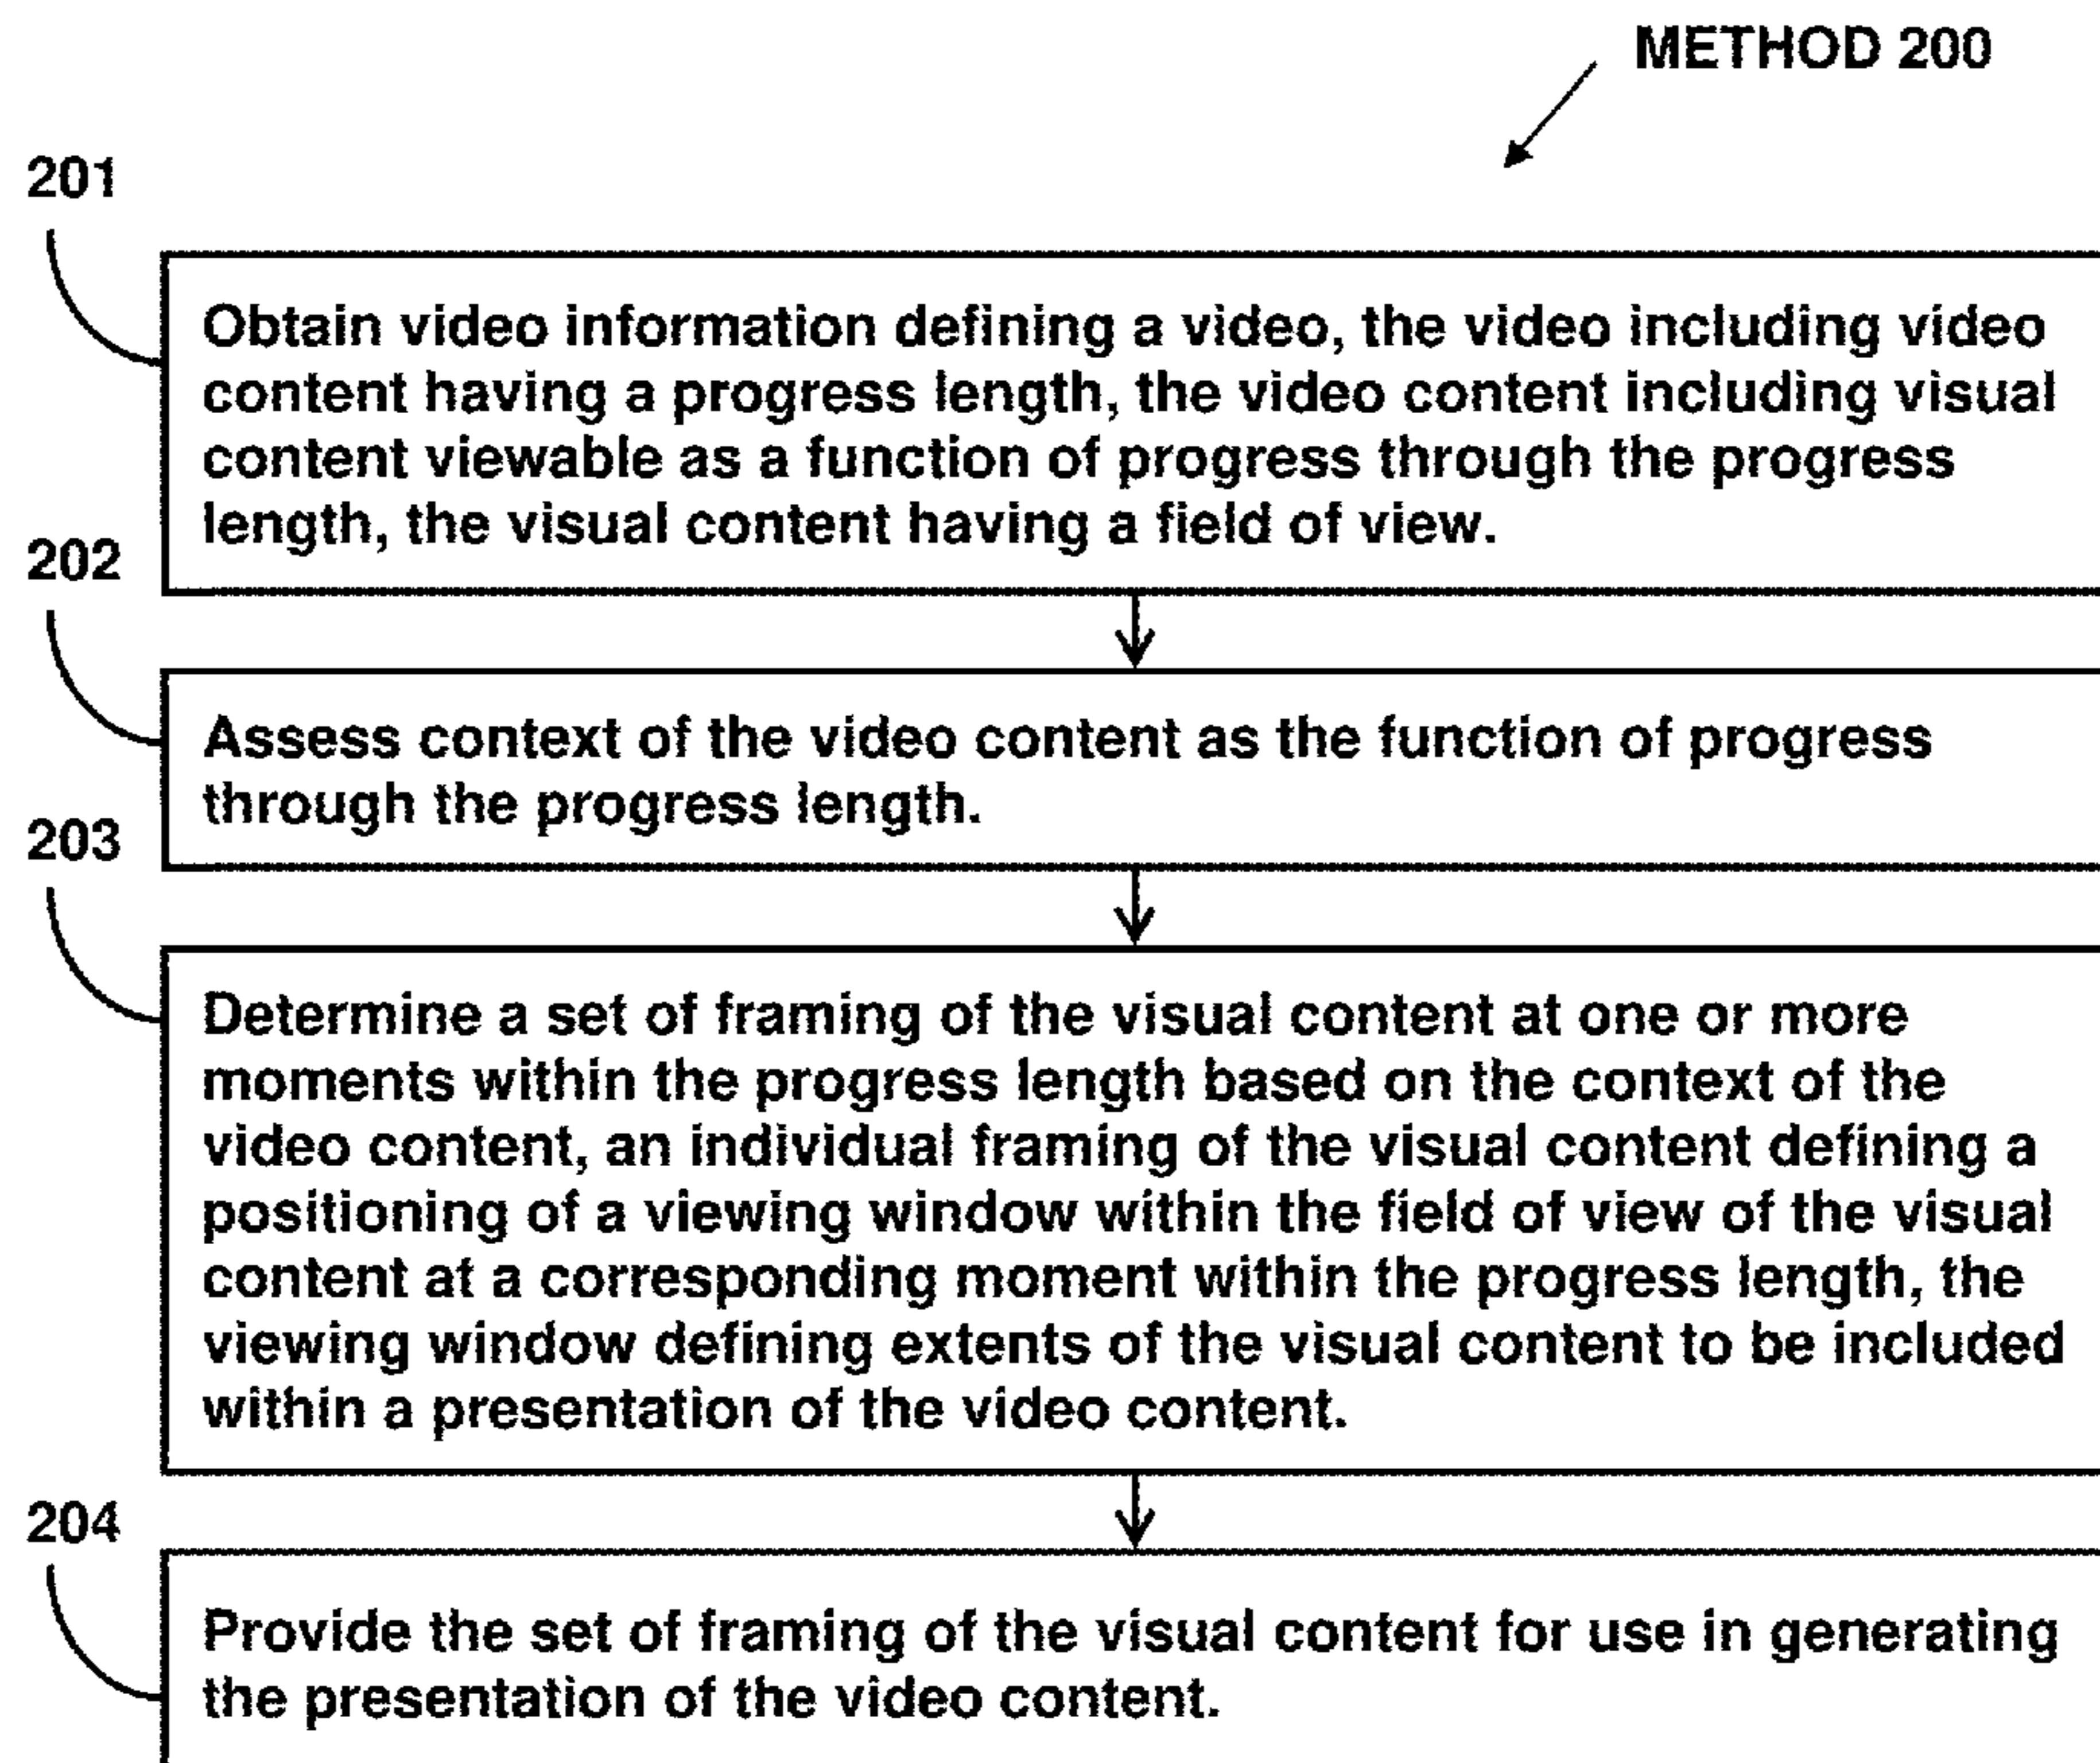 METHOD 200
201
Obtain video information defining a video, the video including video
content having a progress length, the video content including visual
content viewable as a function of progress through the progress
length, the visual content having a field of view.
202
Assess context of the video content as the function of progress
through the progress length.
203
Determine a set of framing of the visual content at one or more
moments within the progress length based on the context of the
video content, an individual framing of the visual content defining a
positioning of a viewing window within the field of view of the visual
content at a corresponding moment within the progress length, the
viewing window defining extents of the visual content to be included
within a presentation of the video content.
204
Provide the set of framing of the visual content for use in generating
the presentation of the video content.